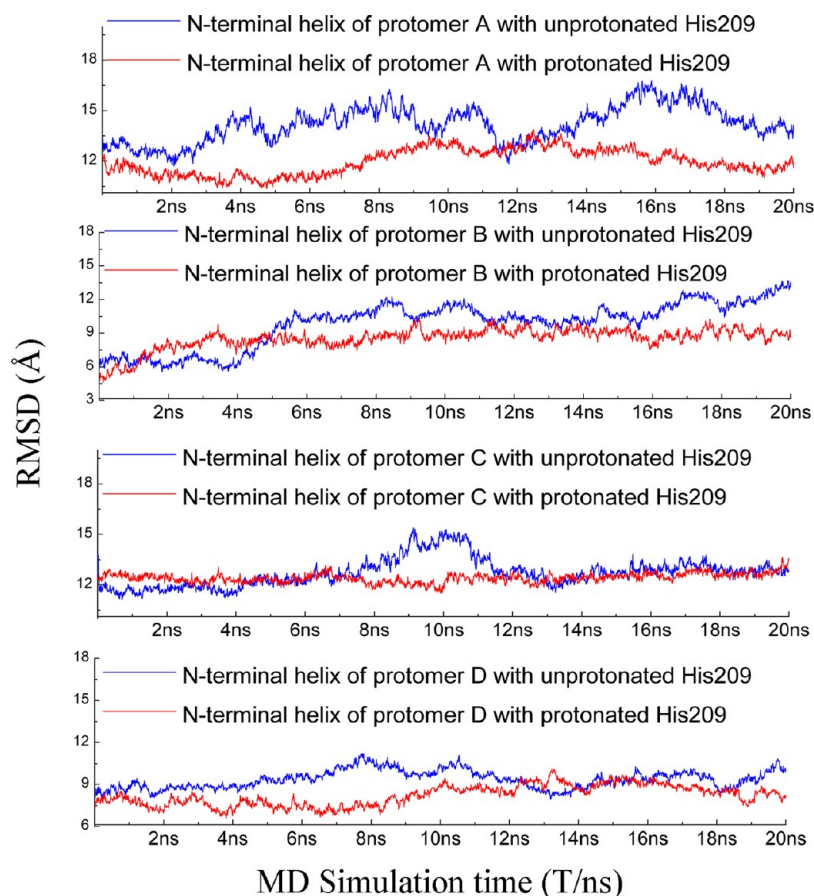 N-terminal helix of protomer A with unprotonated His209
N-terminal helix of protomer A with protonated His209
18
15
12
2ns 4ns 6ns 8ns 10ns 12ns 14ns 16ns 18ns 20ns
N-terminal helix of protomer B with unprotonated His209
N-terminal helix of protomer B with protonated His209
18
15
12
9
6
3
2ns 4ns 6ns 8ns 10ns 12ns 14ns 16ns 18ns 20ns
RMSD (Å)
N-terminal helix of protomer C with unprotonated His209
N-terminal helix of protomer C with protonated His209
18
15
12
2ns 4ns 6ns 8ns 10ns 12ns 14ns 16ns 18ns 20ns
N-terminal helix of protomer D with unprotonated His209
N-terminal helix of protomer D with protonated His209
18
15
12
9
6
2ns 4ns 6ns 8ns 10ns 12ns 14ns 16ns 18ns 20ns
MD Simulation time (T/ns)